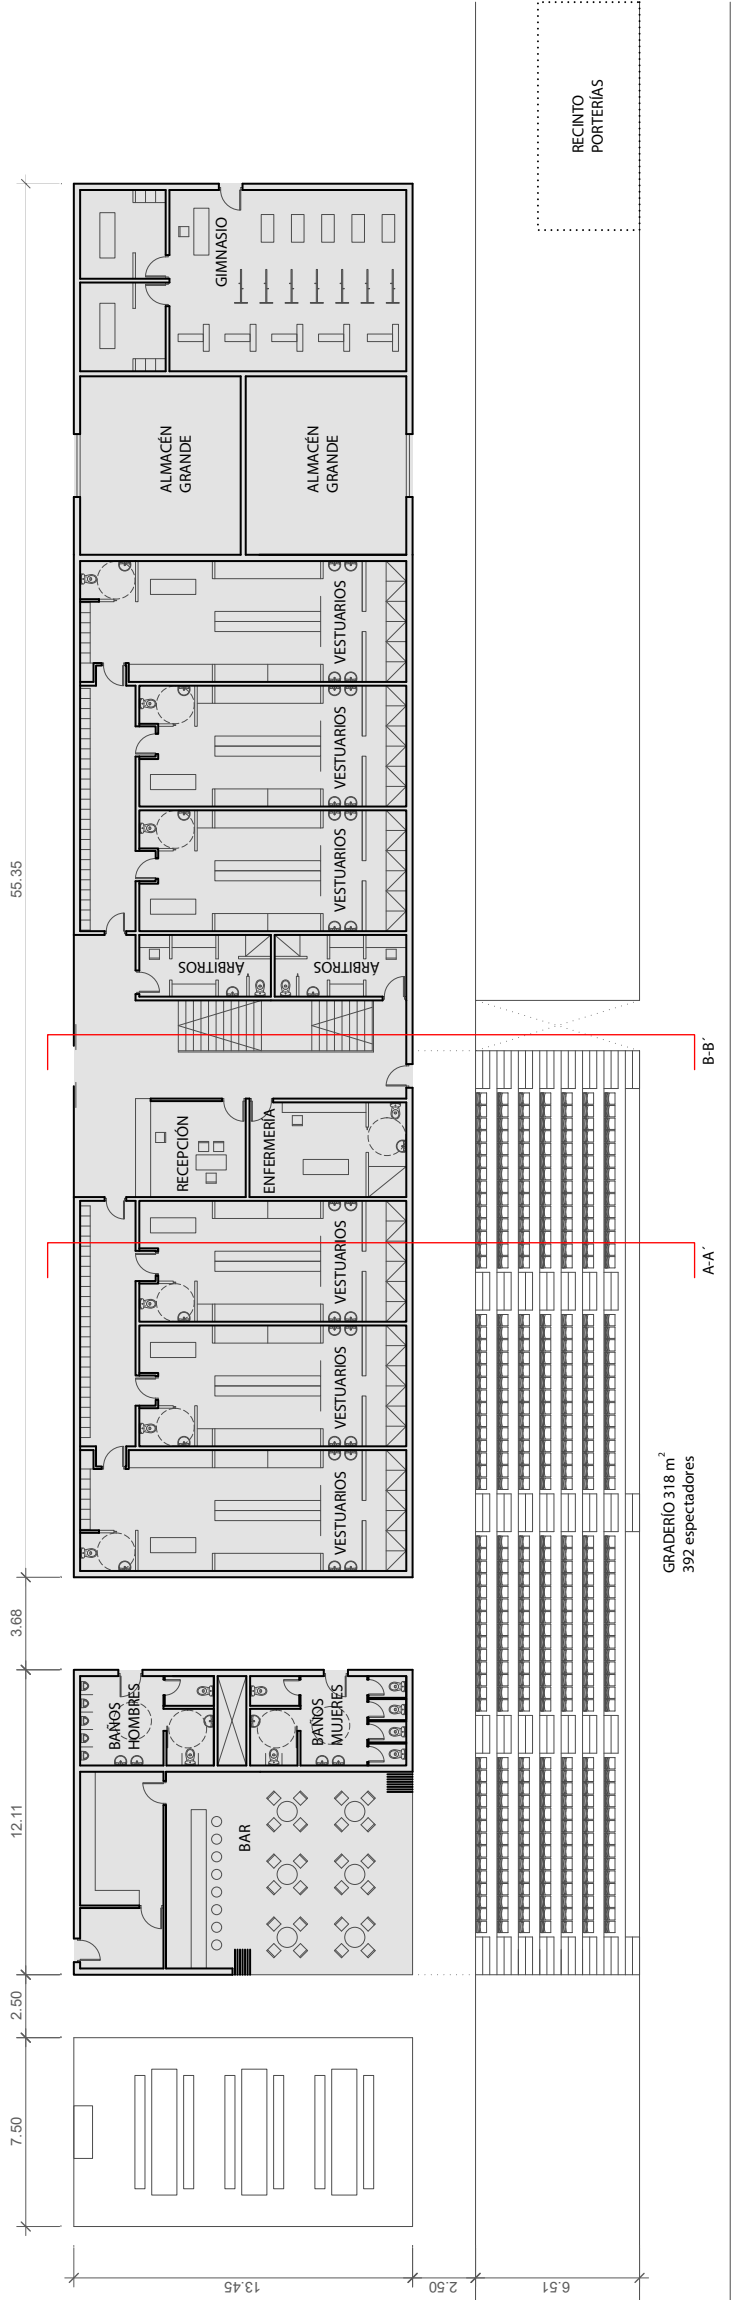 RECINTO
PORTERÍAS
GIMNASIO
ALMACÉN
GRANDE
ALMACÉN
GRANDE
VESTUARIOS
VESTUARIOS
VESTUARIOS
55.35
ÁRBITROS
ÁRBITROS
B-B´
RECEPCIÓN
ENFERMERÍA
VESTUARIOS
A-A´
VESTUARIOS
VESTUARIOS
GRADERÍO 318 m²
392 espectadores
3.68
BAÑOS
HOMBRES
BAÑOS
MUJERES
12.11
BAR
2.50
7.50
13.45
2.50
6.51